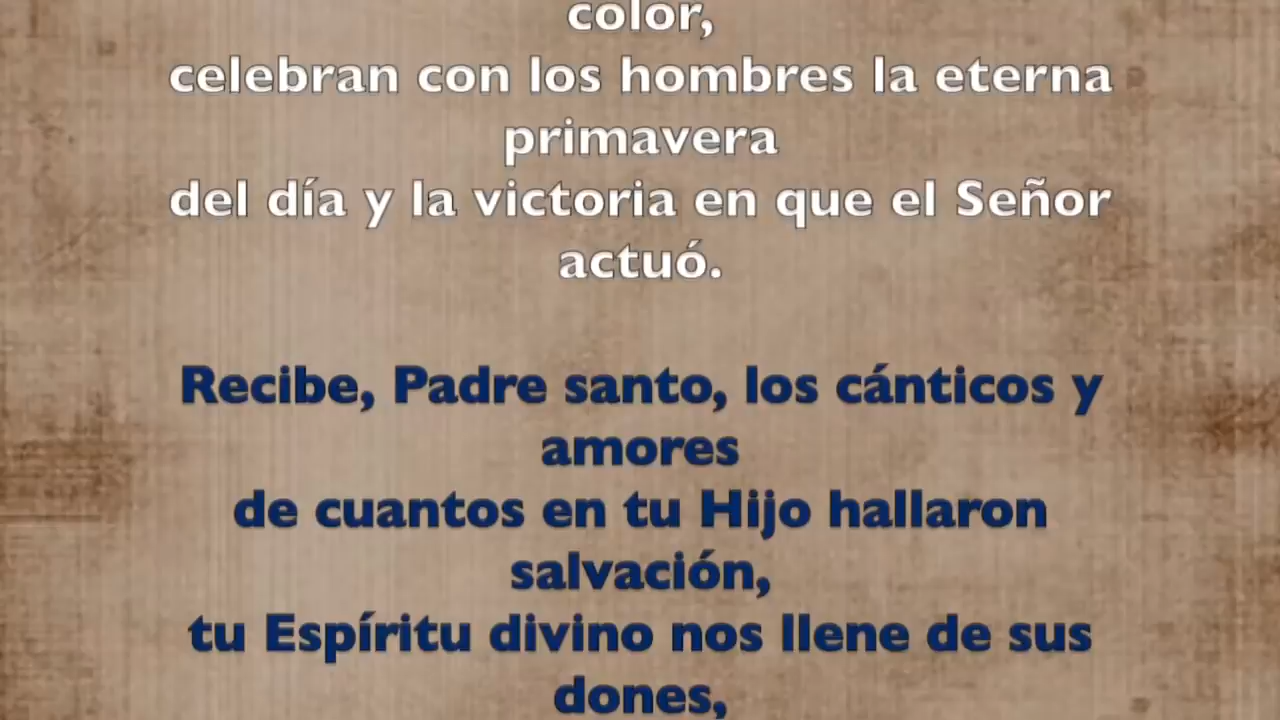 color,
celebran con los hombres la eterna
primavera
del día y la victoria en que el Señor
actuó.
Recibe, Padre santo, los cánticos y
amores
de cuantos en tu Hijo hallaron
salvación,
tu Espíritu divino nos llene de sus
dones,